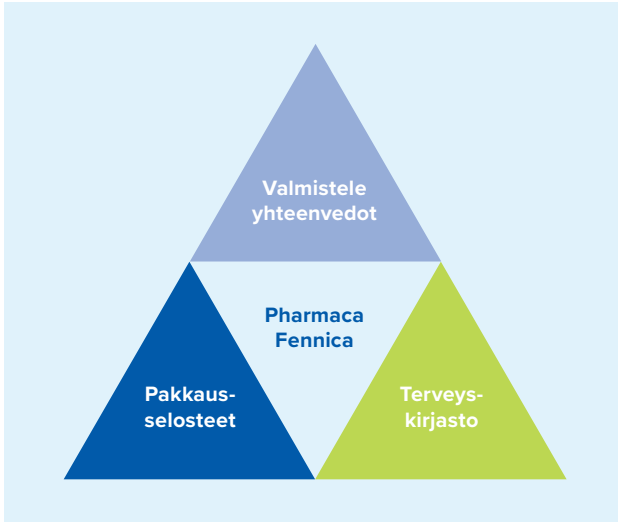 Valmistele
yhteenvedot
Pharmaca
Fennica
Pakkaus-
selosteet
Terveys-
kirjasto